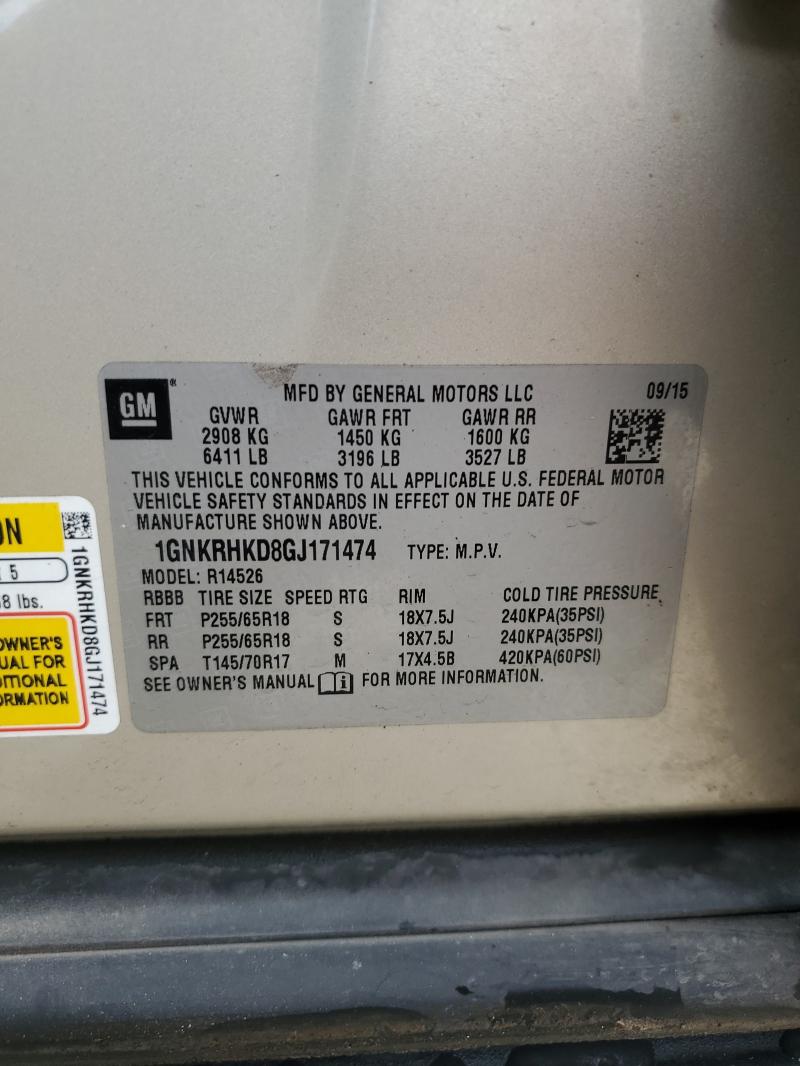 GM®
MFD BY GENERAL MOTORS LLC 09/15
GVWR GAWR FRT GAWR RR
2908 KG 1450 KG 1600 KG
6411 LB 3196 LB 3527 LB
THIS VEHICLE CONFORMS TO ALL APPLICABLE U.S. FEDERAL MOTOR
VEHICLE SAFETY STANDARDS IN EFFECT ON THE DATE OF
MANUFACTURE SHOWN ABOVE.
1GNKRHKD8GJ171474 TYPE: M.P.V.
MODEL: R14526
RBBB TIRE SIZE SPEED RTG RIM COLD TIRE PRESSURE
FRT P255/65R18 S 18X7.5J 240KPA(35PSI)
RR P255/65R18 S 18X7.5J 240KPA(35PSI)
SPA T145/70R17 M 17X4.5B 420KPA(60PSI)
SEE OWNER'S MANUAL FOR MORE INFORMATION.
ON
5
8 lbs.
OWNER'S
UAL FOR
DITIONAL
ORMATION
1GNKRHKD8GJ171474